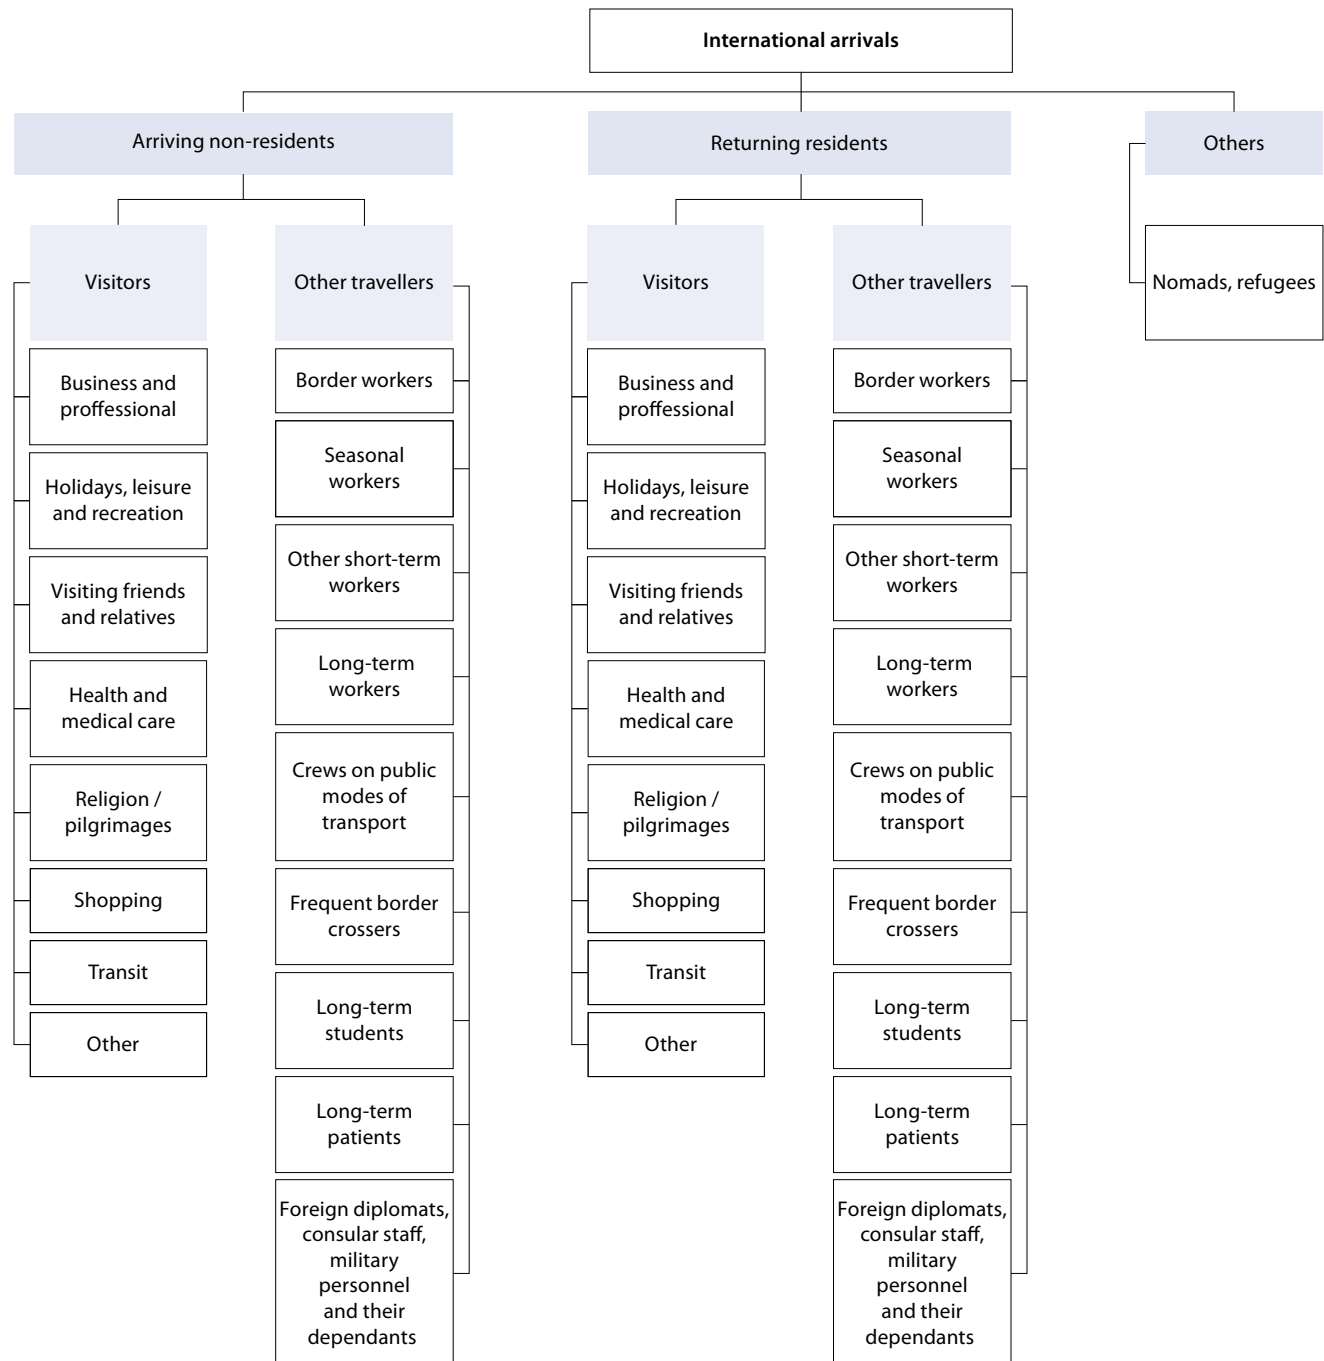 International arrivals
Arriving non-residents
Returning residents
Others
Visitors
Other travellers
Visitors
Other travellers
Nomads, refugees
Business and
proffessional
Holidays, leisure
and recreation
Visiting friends
and relatives
Health and
medical care
Religion /
pilgrimages
Shopping
Transit
Other
Border workers
Seasonal
workers
Other short-term
workers
Long-term
workers
Crews on public
modes of
transport
Frequent border
crossers
Long-term
students
Long-term
patients
Foreign diplomats,
consular staff,
military
personnel
and their
dependants
Business and
proffessional
Holidays, leisure
and recreation
Visiting friends
and relatives
Health and
medical care
Religion /
pilgrimages
Shopping
Transit
Other
Border workers
Seasonal
workers
Other short-term
workers
Long-term
workers
Crews on public
modes of
transport
Frequent border
crossers
Long-term
students
Long-term
patients
Foreign diplomats,
consular staff,
military
personnel
and their
dependants